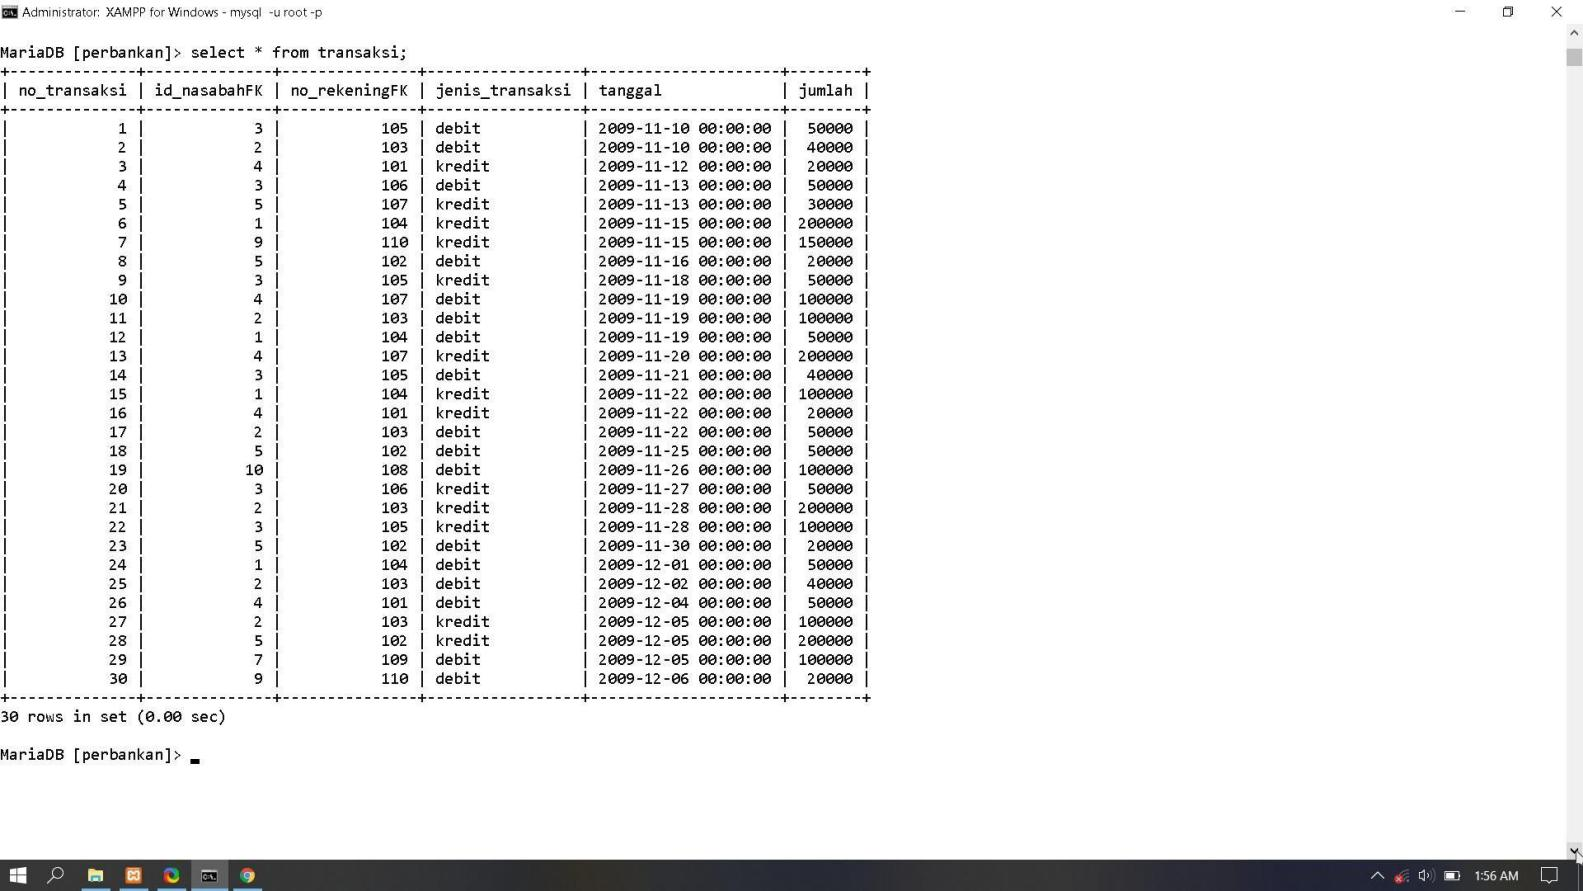 Administrator: XAMPP for Windows - mysql -u root -p
MariaDB [perbankan]> select * from transaksi;
+--------------+--------------+---------------+-----------------+---------------------+--------+
| no_transaksi | id_nasabahFK | no_rekeningFK | jenis_transaksi | tanggal             | jumlah |
+--------------+--------------+---------------+-----------------+---------------------+--------+
|            1 |            3 |           105 | debit           | 2009-11-10 00:00:00 |  50000 |
|            2 |            2 |           103 | debit           | 2009-11-10 00:00:00 |  40000 |
|            3 |            4 |           101 | kredit          | 2009-11-12 00:00:00 |  20000 |
|            4 |            3 |           106 | debit           | 2009-11-13 00:00:00 |  50000 |
|            5 |            5 |           107 | kredit          | 2009-11-13 00:00:00 |  30000 |
|            6 |            1 |           104 | kredit          | 2009-11-15 00:00:00 | 200000 |
|            7 |            9 |           110 | kredit          | 2009-11-15 00:00:00 | 150000 |
|            8 |            5 |           102 | debit           | 2009-11-16 00:00:00 |  20000 |
|            9 |            3 |           105 | kredit          | 2009-11-18 00:00:00 |  50000 |
|           10 |            4 |           107 | debit           | 2009-11-19 00:00:00 | 100000 |
|           11 |            2 |           103 | debit           | 2009-11-19 00:00:00 | 100000 |
|           12 |            1 |           104 | debit           | 2009-11-19 00:00:00 |  50000 |
|           13 |            4 |           107 | kredit          | 2009-11-20 00:00:00 | 200000 |
|           14 |            3 |           105 | debit           | 2009-11-21 00:00:00 |  40000 |
|           15 |            1 |           104 | kredit          | 2009-11-22 00:00:00 | 100000 |
|           16 |            4 |           101 | kredit          | 2009-11-22 00:00:00 |  20000 |
|           17 |            2 |           103 | debit           | 2009-11-22 00:00:00 |  50000 |
|           18 |            5 |           102 | debit           | 2009-11-25 00:00:00 |  50000 |
|           19 |           10 |           108 | debit           | 2009-11-26 00:00:00 | 100000 |
|           20 |            3 |           106 | kredit          | 2009-11-27 00:00:00 |  50000 |
|           21 |            2 |           103 | kredit          | 2009-11-28 00:00:00 | 200000 |
|           22 |            3 |           105 | kredit          | 2009-11-28 00:00:00 | 100000 |
|           23 |            5 |           102 | debit           | 2009-11-30 00:00:00 |  20000 |
|           24 |            1 |           104 | debit           | 2009-12-01 00:00:00 |  50000 |
|           25 |            2 |           103 | debit           | 2009-12-02 00:00:00 |  40000 |
|           26 |            4 |           101 | debit           | 2009-12-04 00:00:00 |  50000 |
|           27 |            2 |           103 | kredit          | 2009-12-05 00:00:00 | 100000 |
|           28 |            5 |           102 | kredit          | 2009-12-05 00:00:00 | 200000 |
|           29 |            7 |           109 | debit           | 2009-12-05 00:00:00 | 100000 |
|           30 |            9 |           110 | debit           | 2009-12-06 00:00:00 |  20000 |
+--------------+--------------+---------------+-----------------+---------------------+--------+
30 rows in set (0.00 sec)
MariaDB [perbankan]> _
1:56 AM